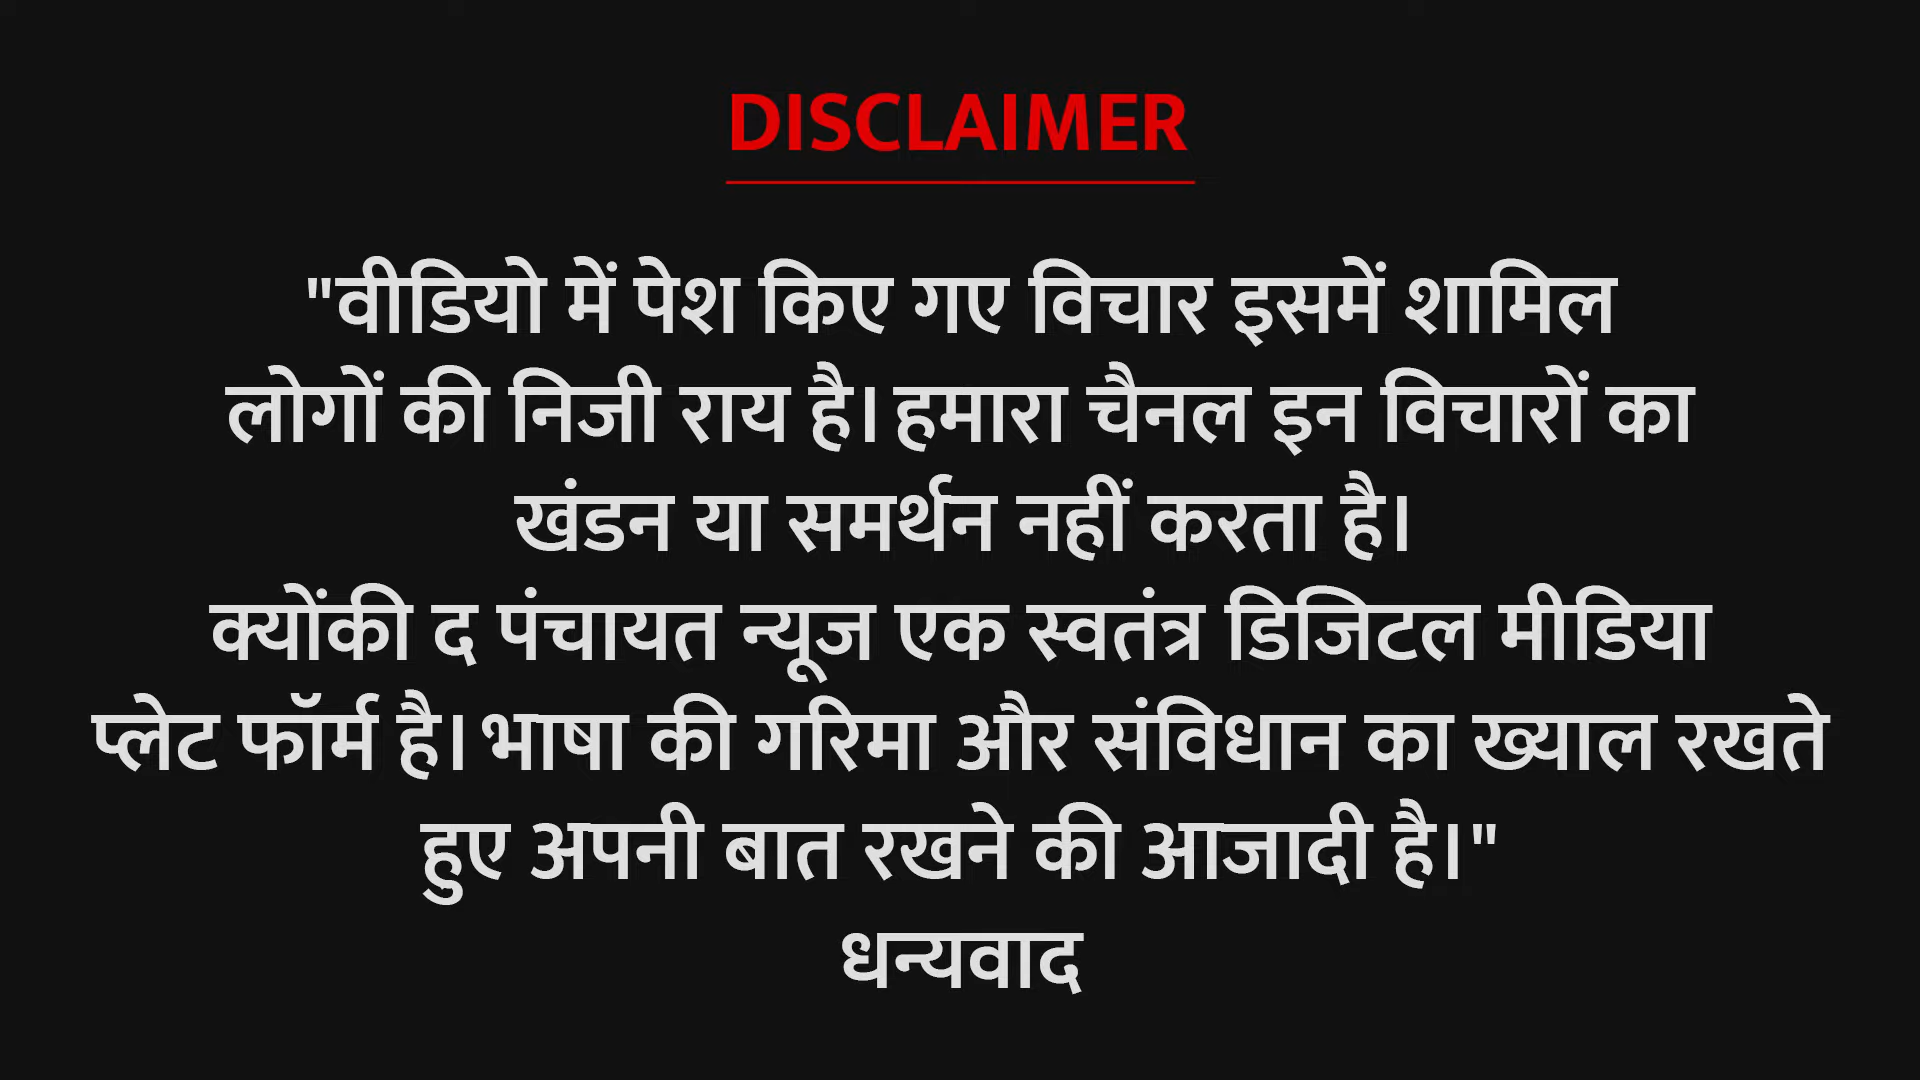 DISCLAIMER
"वीडियो में पेश किए गए विचार इसमें शामिल
लोगों की निजी राय है। हमारा चैनल इन विचारों का
खंडन या समर्थन नहीं करता है।
क्योंकी द पंचायत न्यूज एक स्वतंत्र डिजिटल मीडिया
प्लेट फॉर्म है। भाषा की गरिमा और संविधान का ख्याल रखते
हुए अपनी बात रखने की आजादी है।"
धन्यवाद